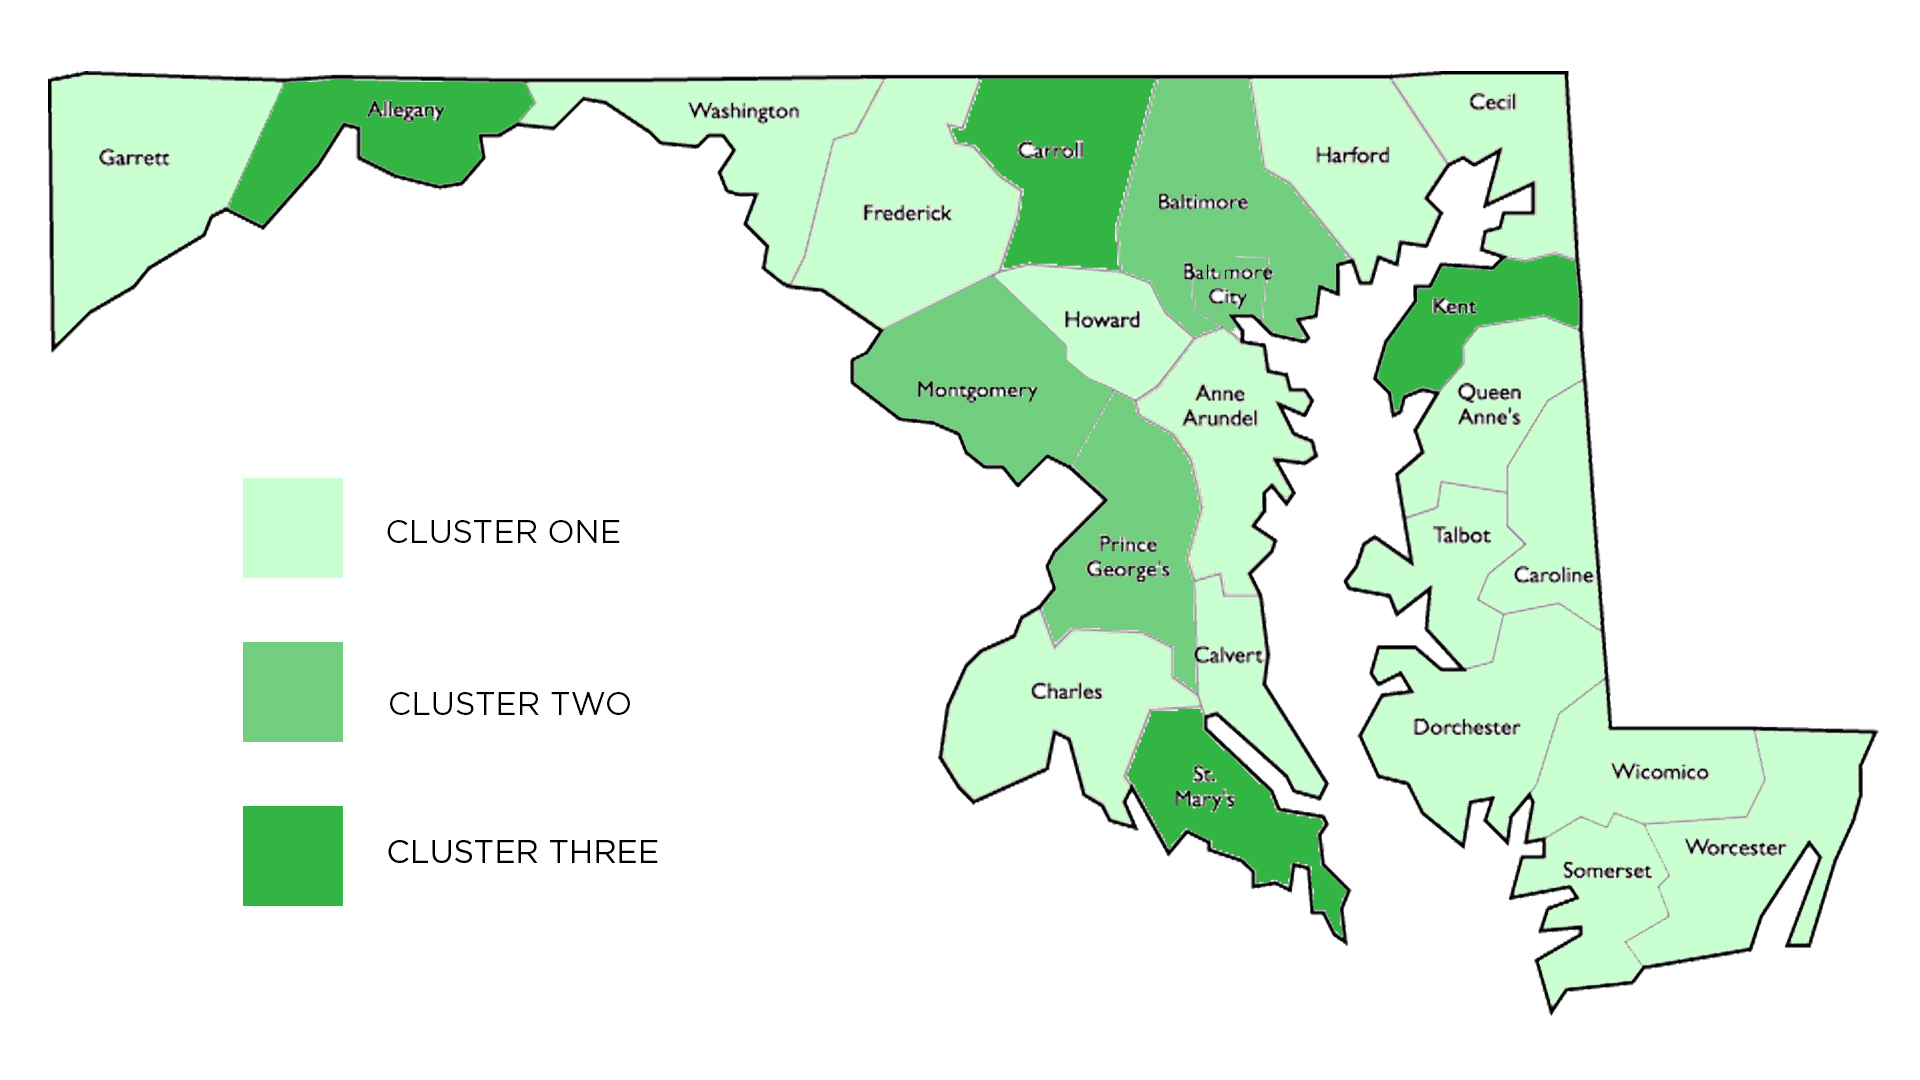 Allegany
Washington
Cecil
Garrett
Carroll
Harford
Frederick
Baltimore
Baltimore
City
Kent
Howard
Montgomery
Anne
Arundel
Queen
Anne's
CLUSTER ONE
Talbot
Prince
George's
Caroline
Calvert
Charles
CLUSTER TWO
Dorchester
St.
Mary's
Wicomico
CLUSTER THREE
Worcester
Somerset